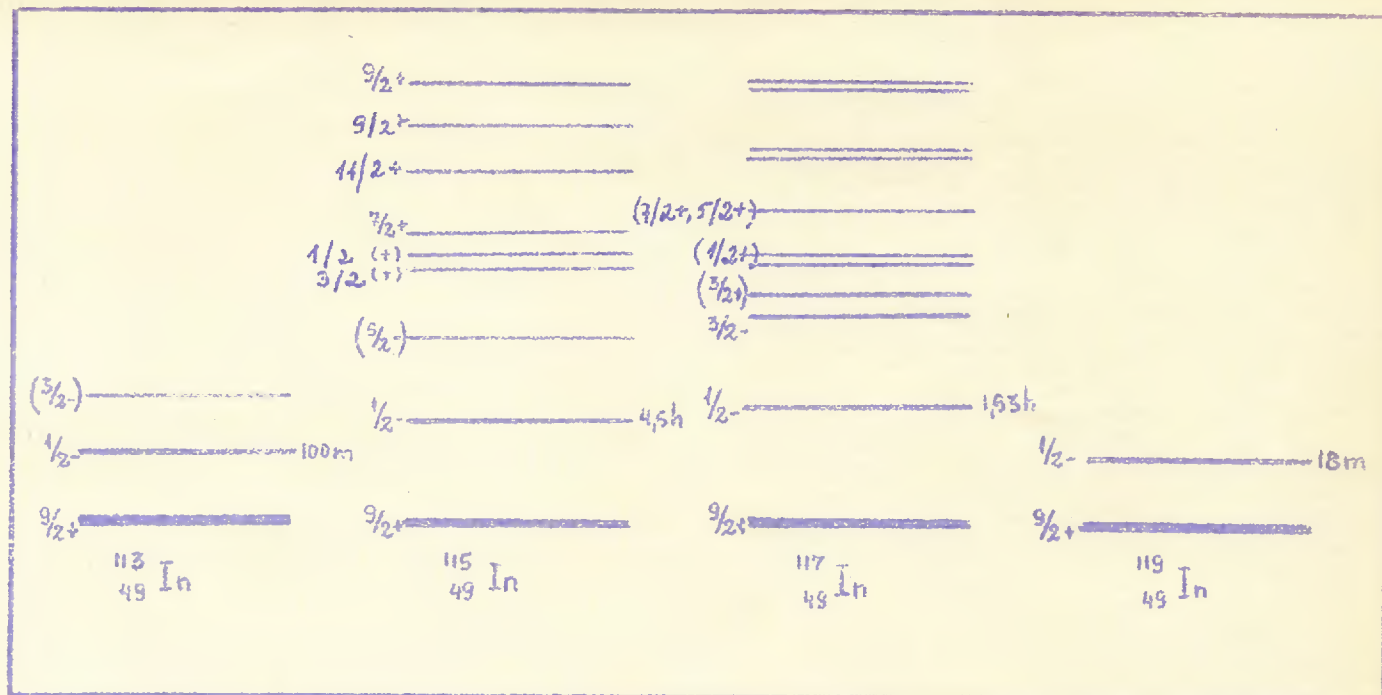 9/2+
9/2+
11/2+
7/2+
1/2 (+)
3/2 (+)
(5/2-)
1/2- 4,5h
9/2+
115
49 In
(7/2+, 5/2+)
(1/2+)
(3/2+)
3/2-
1/2- 1,93h
9/2+
117
49 In
(3/2-)
1/2- 100m
9/2+
113
49 In
1/2- 18m
9/2+
119
49 In